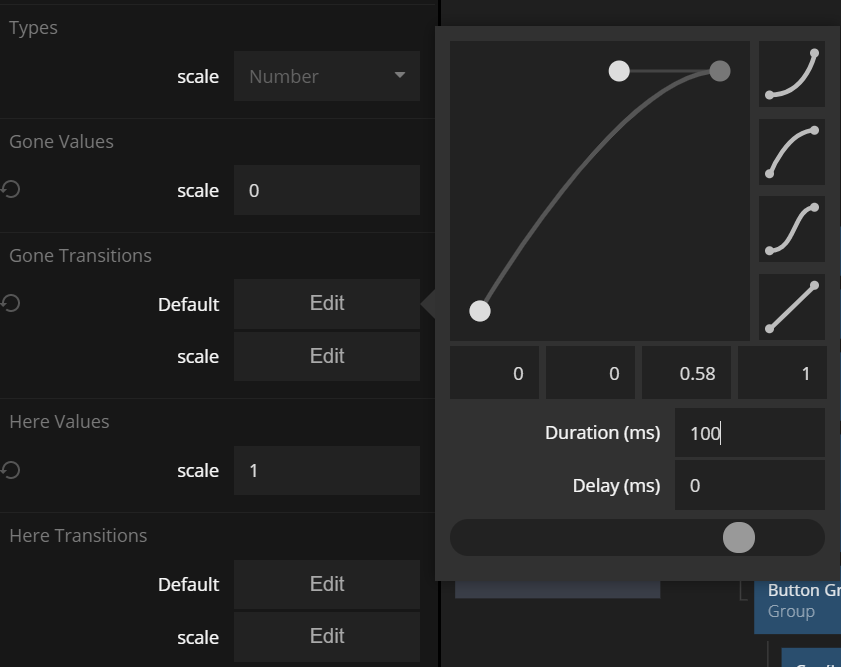 Types
scale Number
Gone Values
scale 0
Gone Transitions
Default Edit
scale Edit
Here Values
scale 1
Here Transitions
Default Edit
scale Edit
0 0 0.58 1
Duration (ms) 100
Delay (ms) 0
Button Gr
Group